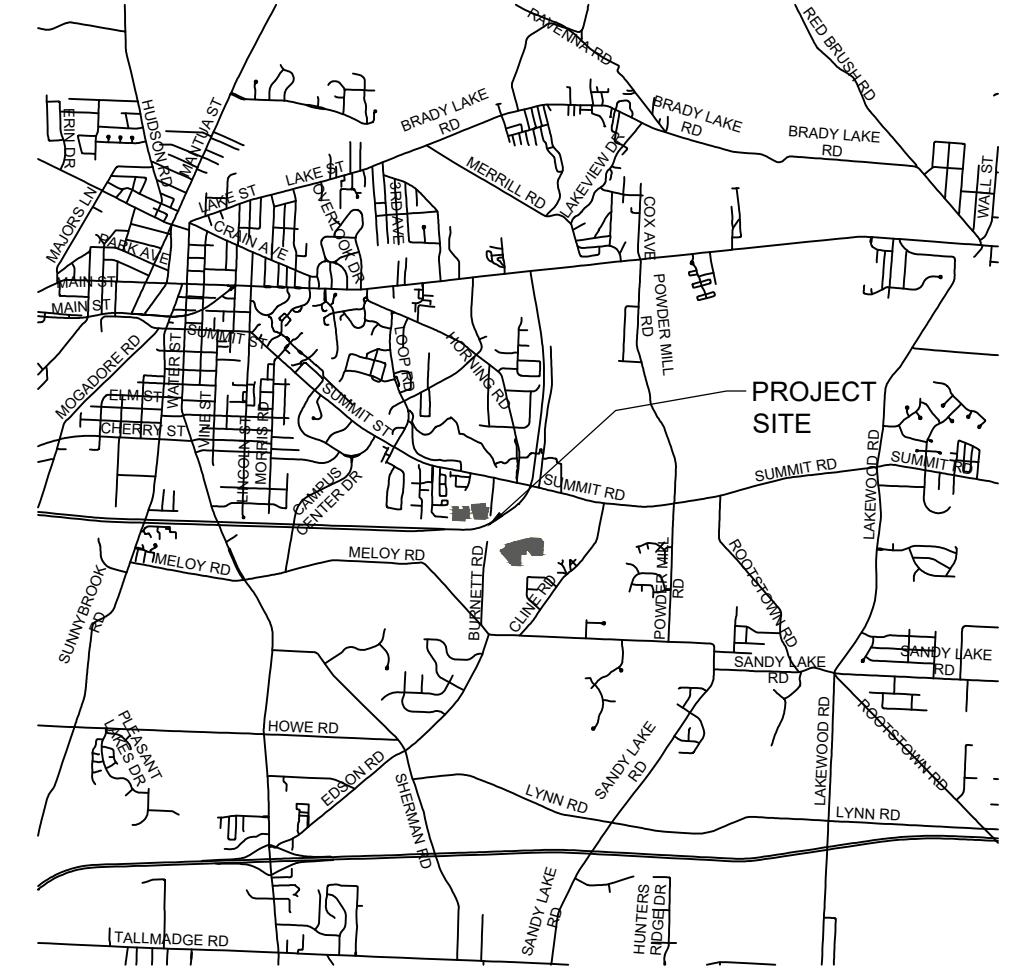 RAVENNA RD
RED BRUSH RD
ERIN DR
HUDSON RD
MANTUA ST
BRADY LAKE
RD
BRADY LAKE
RD
BRADY LAKE
RD
LAKE ST
MERRILL RD
LAKEVIEW DR
WALL ST
MAJORS LN
LAKE ST
OVERLOOK DR
3RD AVE
COX AVE
PARK AVE
CRAIN AVE
MAIN ST
MAIN ST
POWDER MILL
RD
SUMMIT ST
MOGADORE RD
WATER ST
LOOP RD
HORNING RD
PROJECT
SITE
ELM ST
VINE ST
SUMMIT ST
CHERRY ST
LINCOLN ST
MORRIS RD
LAKEWOOD RD
SUMMIT RD
SUMMIT RD
SUMMIT RD
CAMPUS
CENTER DR
MELOY RD
MELOY RD
BURNETT RD
CLINE RD
POWDER MILL
RD
ROOTSTOWN RD
SUNNYBROOK
RD
SANDY LAKE
RD
SANDY LAKE
RD
PLEASANT
LAKES DR
HOWE RD
SANDY LAKE
RD
LAKEWOOD RD
ROOTSTOWN RD
EDSON RD
SHERMAN RD
LYNN RD
LYNN RD
TALLMADGE RD
SANDY LAKE
RD
HUNTERS
RIDGE DR